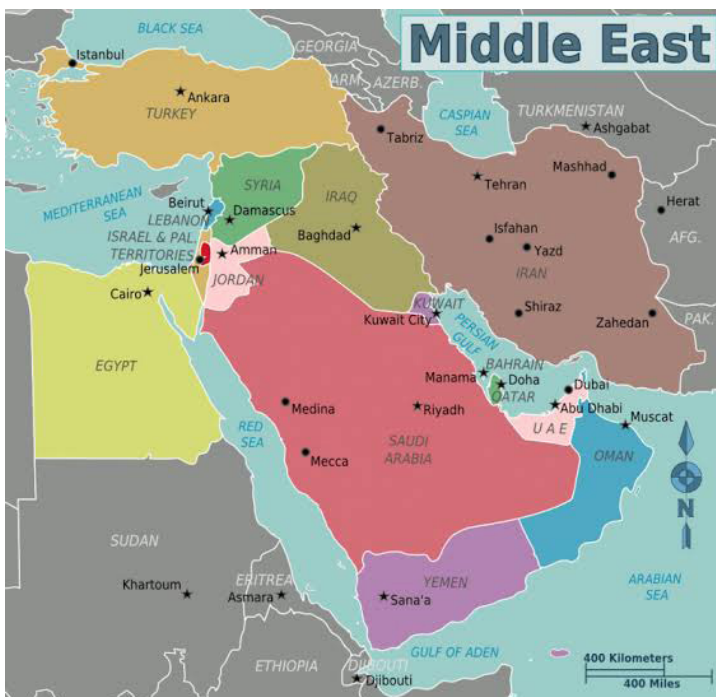 Middle East
BLACK SEA
Istanbul
GEORGIA
ARM.
AZERB.
CASPIAN
SEA
TURKMENISTAN
Ashgabat
Ankara
TURKEY
Tabriz
Mashhad
Tehran
Herat
AFG.
MEDITERRANEAN
SEA
Beirut
LEBANON
SYRIA
Damascus
IRAQ
Baghdad
Isfahan
Yazd
IRAN
ISRAEL & PAL.
TERRITORIES
Jerusalem
Amman
JORDAN
Cairo
KUWAIT
Kuwait City
Shiraz
Zahedan
PAK.
PERSIAN
GULF
EGYPT
BAHRAIN
Manama
Doha
QATAR
Dubai
Abu Dhabi
U A E
Muscat
Medina
Riyadh
RED
SEA
Mecca
SAUDI
ARABIA
OMAN
N
SUDAN
Khartoum
ERITREA
Asmara
YEMEN
Sana'a
ARABIAN
SEA
GULF OF ADEN
ETHIOPIA
DJIBOUTI
Djibouti
400 Kilometers
400 Miles